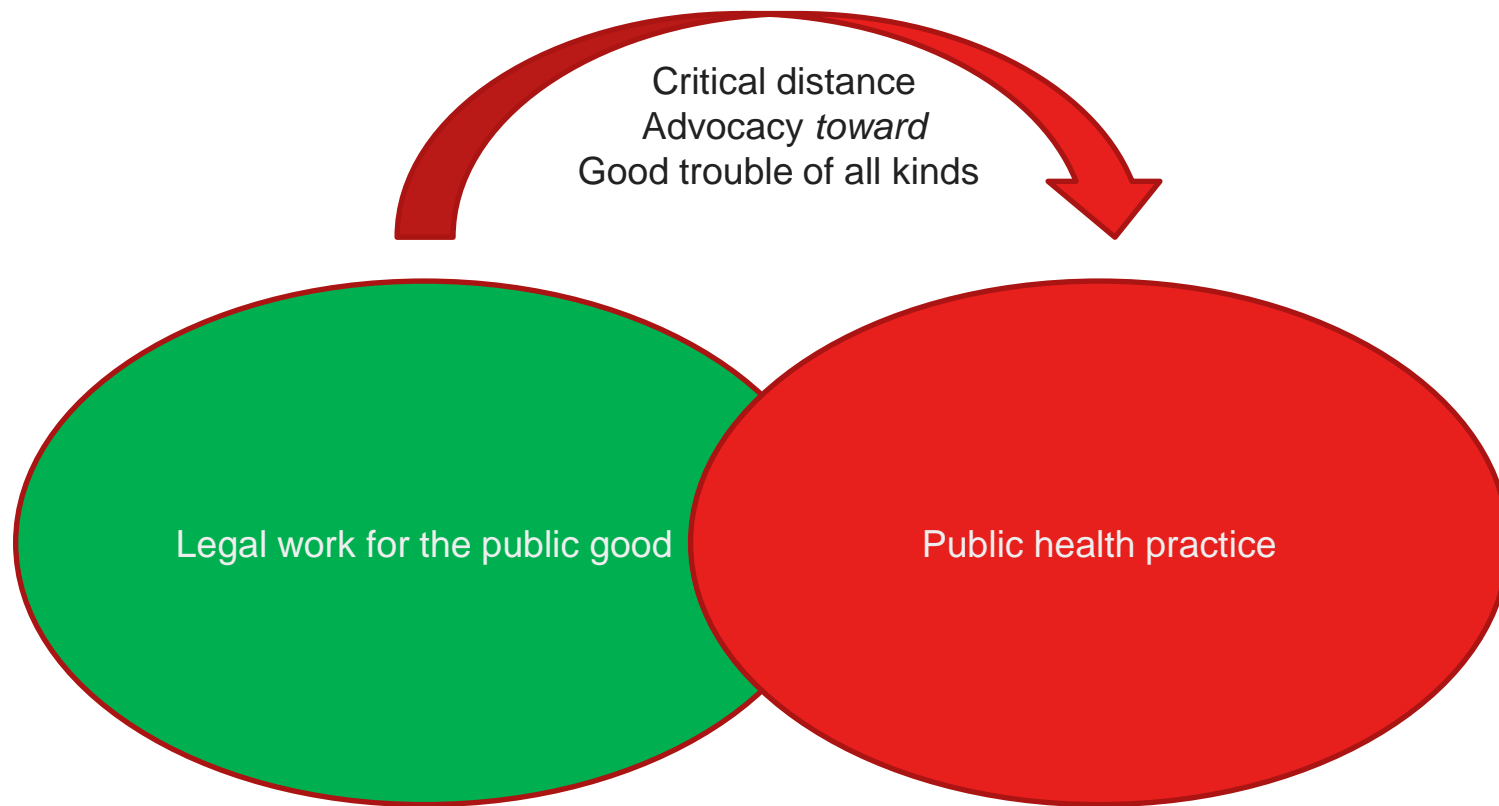 Critical distance
Advocacy toward
Good trouble of all kinds
Legal work for the public good
Public health practice